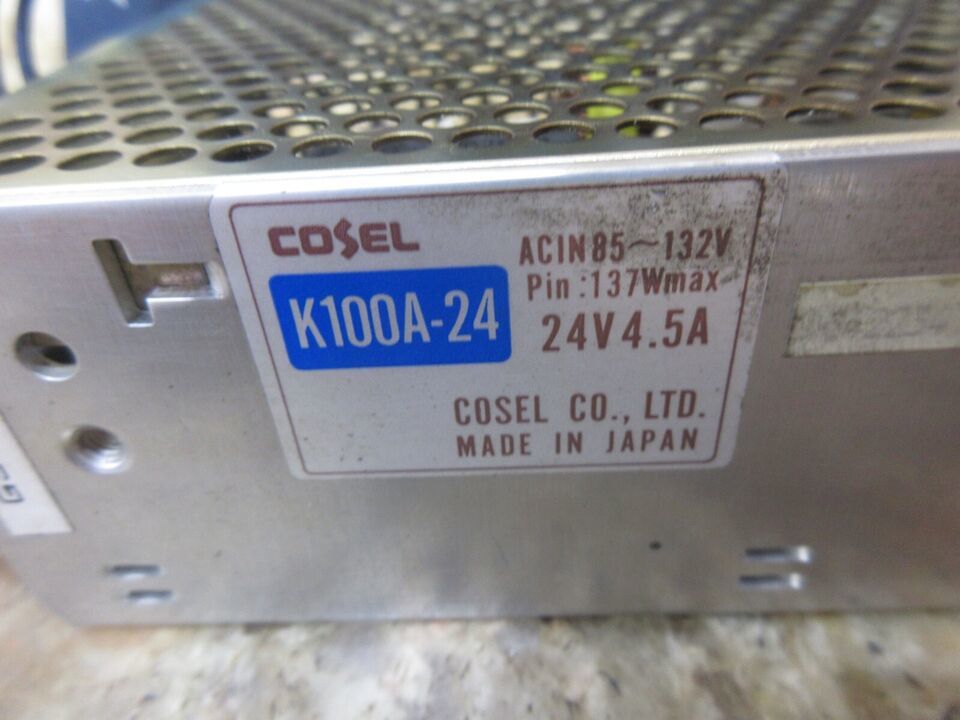 COSEL
ACIN85~132V
Pin:137Wmax
K100A-24
24V4.5A
COSEL CO., LTD.
MADE IN JAPAN